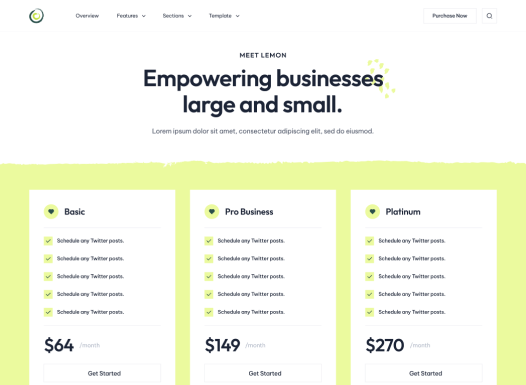 Overview Features Sections Template Purchase Now
MEET LEMON
Empowering businesses
large and small.
Lorem ipsum dolor sit amet, consectetur adipiscing elit, sed do eiusmod.
Basic
Schedule any Twitter posts.
Schedule any Twitter posts.
Schedule any Twitter posts.
Schedule any Twitter posts.
Schedule any Twitter posts.
$64 /month
Get Started
Pro Business
Schedule any Twitter posts.
Schedule any Twitter posts.
Schedule any Twitter posts.
Schedule any Twitter posts.
Schedule any Twitter posts.
$149 /month
Get Started
Platinum
Schedule any Twitter posts.
Schedule any Twitter posts.
Schedule any Twitter posts.
Schedule any Twitter posts.
Schedule any Twitter posts.
$270 /month
Get Started